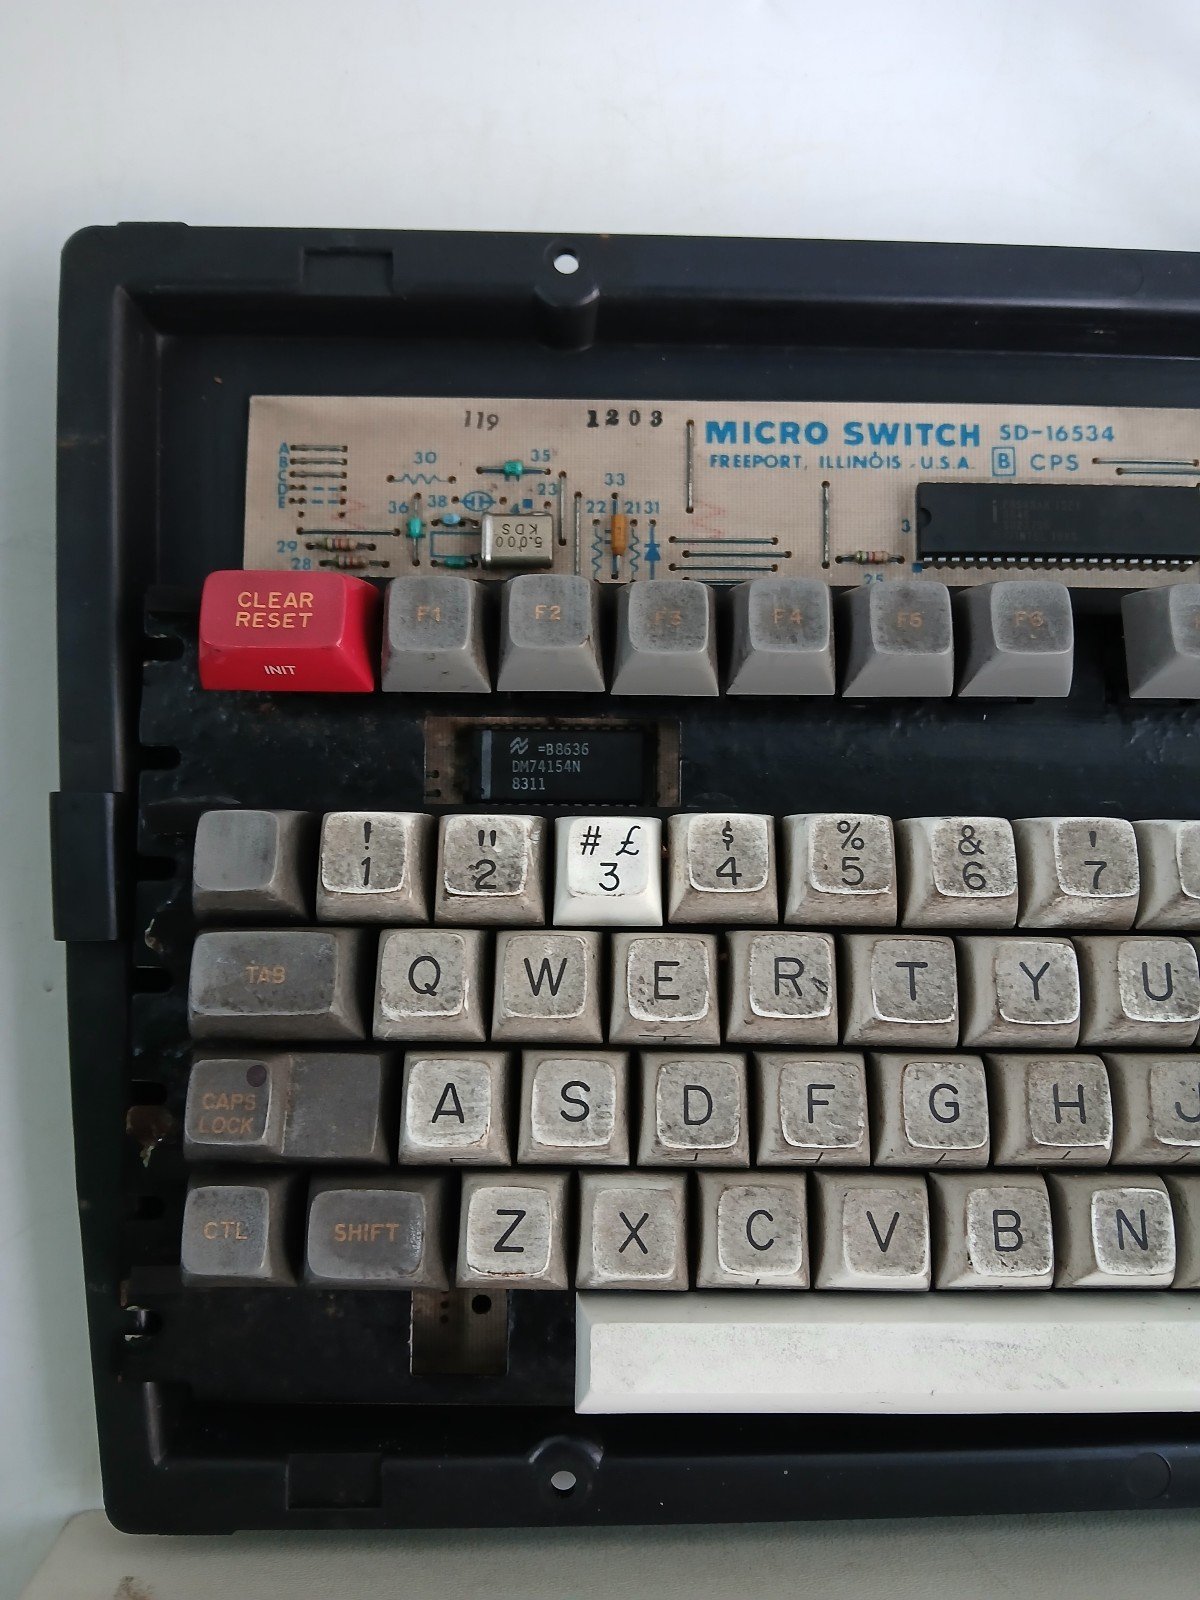 119 1203
MICRO SWITCH SD-16534
FREEPORT, ILLINOIS U.S.A. B CPS
A
B
C
D
E
30
35
33
23
36
38
22
21
31
29
28
25
5.000
KDS
CLEAR
RESET
INIT
F1 F2 F3 F4 F5 F6
=B8636
DM74154N
8311
! " # £ $ % & '
1 2 3 4 5 6 7
TAB Q W E R T Y U
CAPS
LOCK
A S D F G H J
CTL SHIFT Z X C V B N